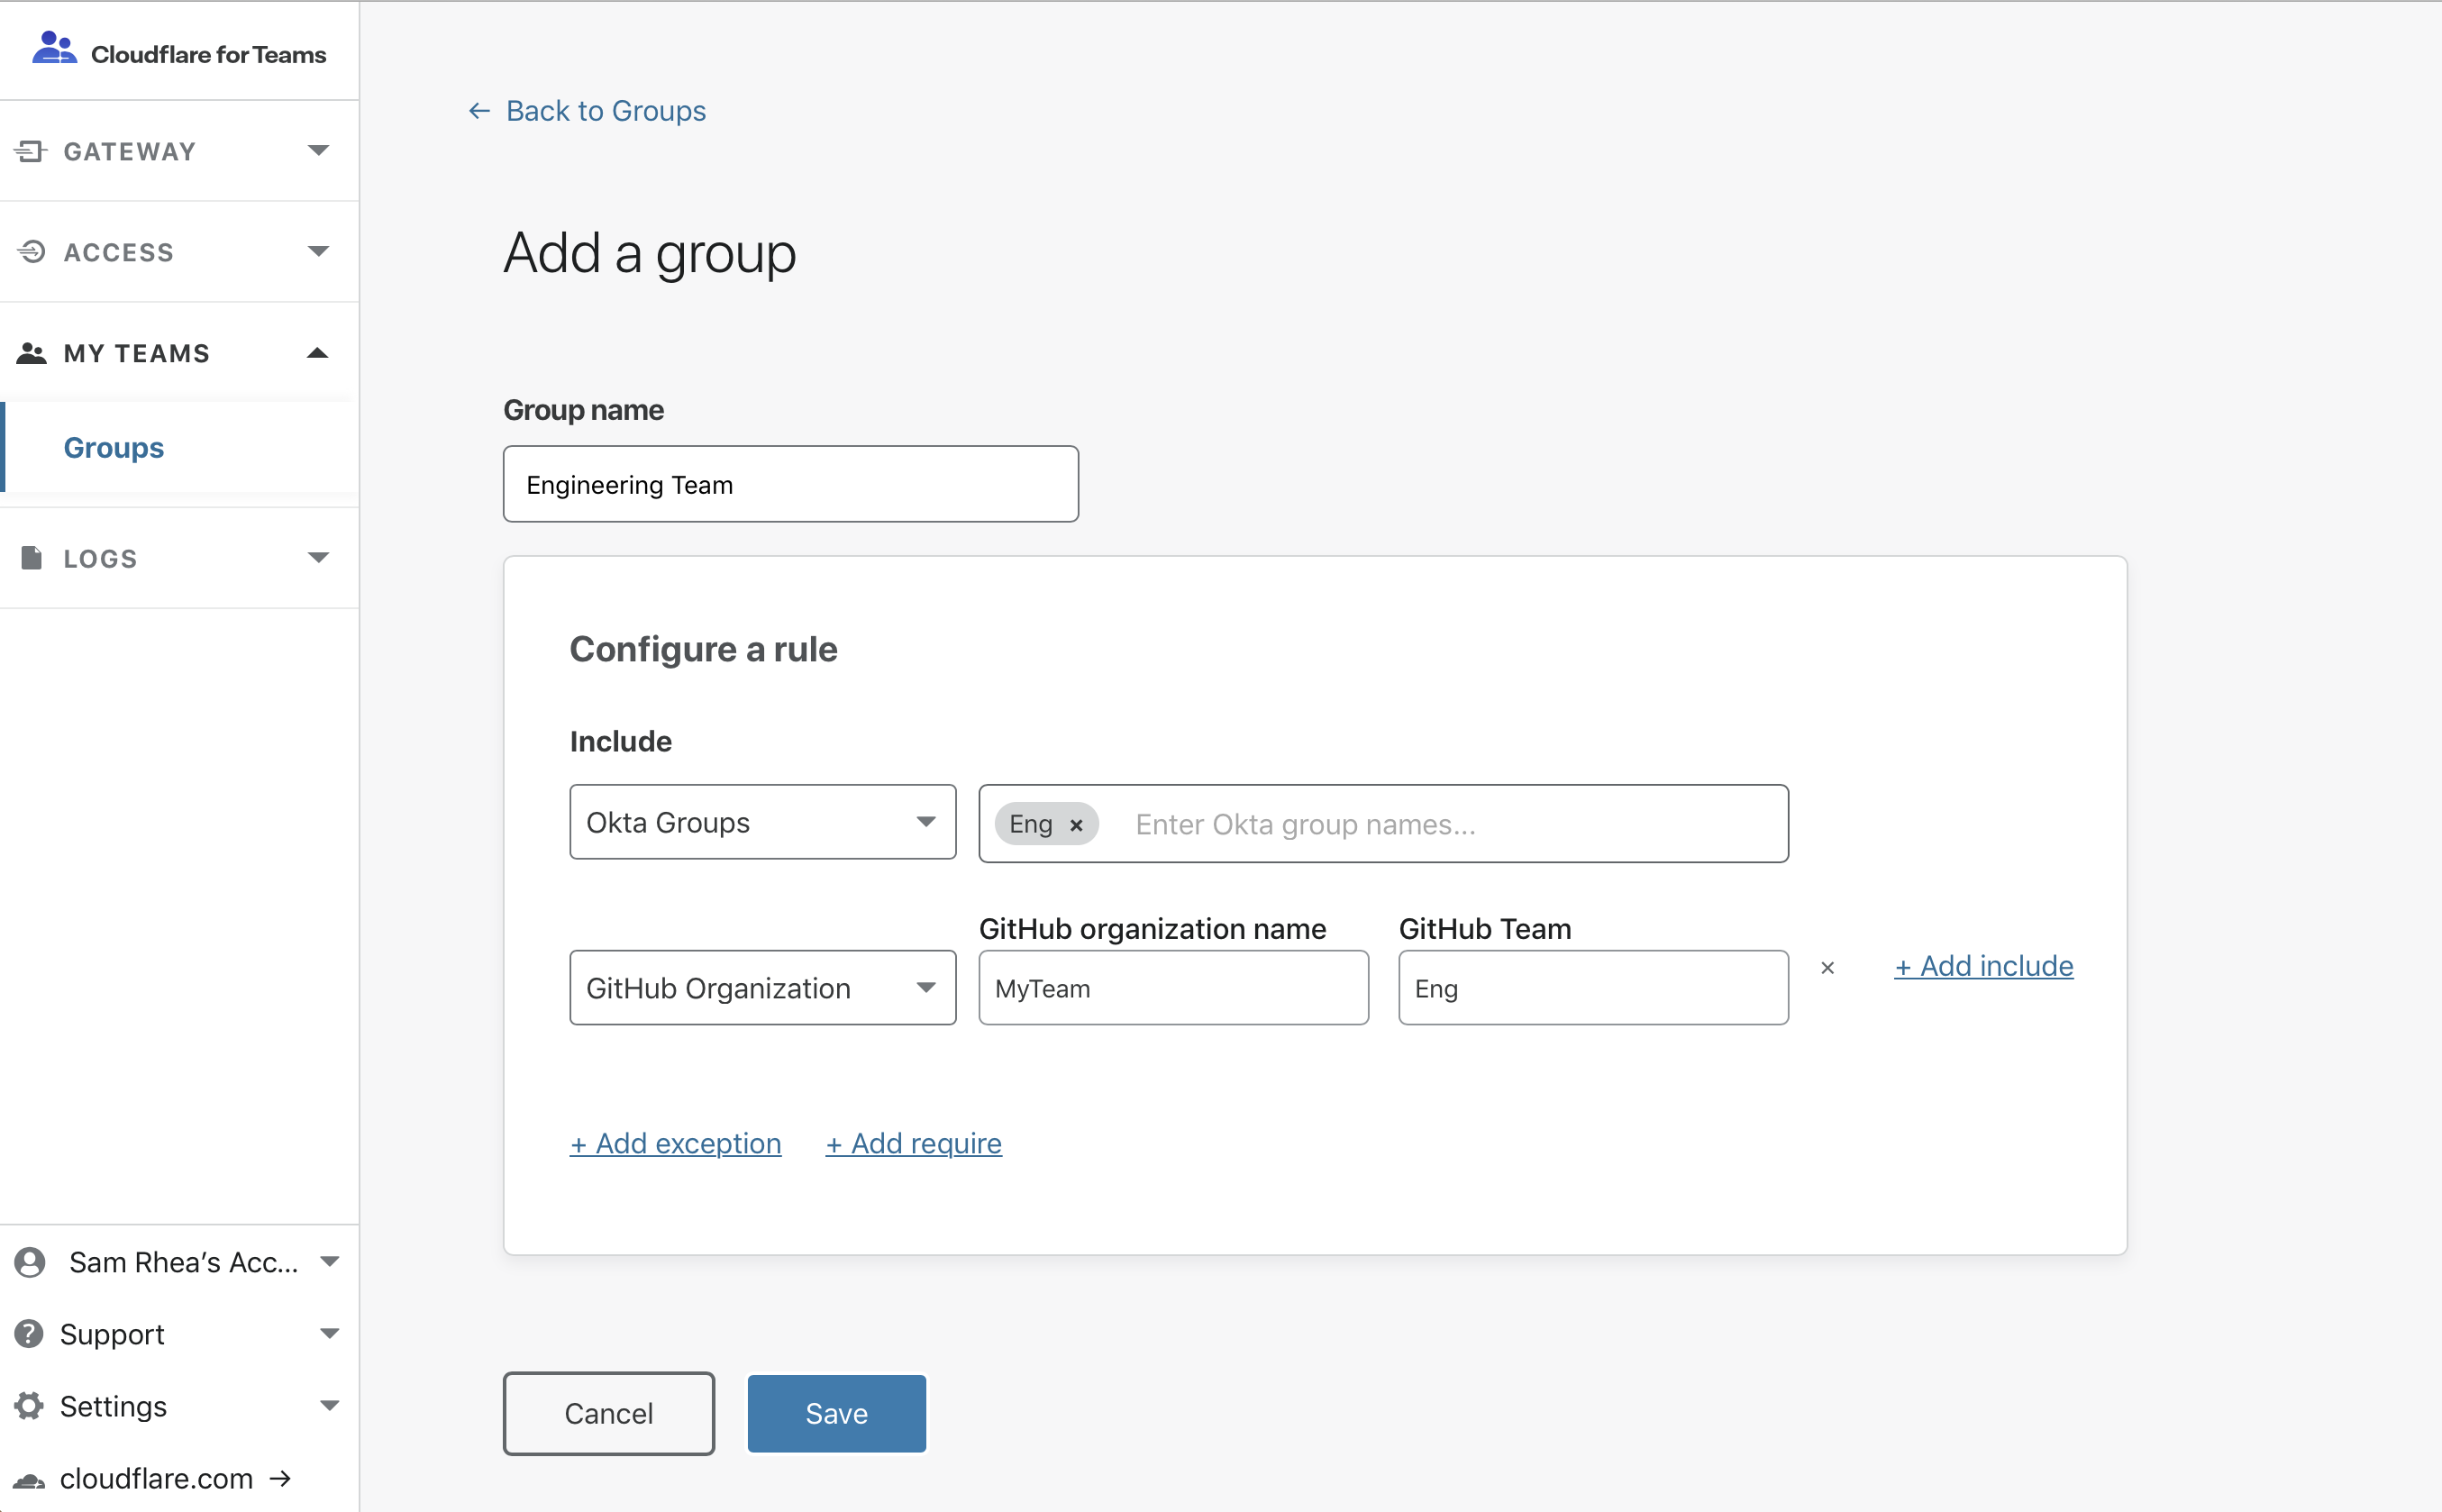 Cloudflare for Teams
GATEWAY
ACCESS
MY TEAMS
Groups
LOGS
Sam Rhea’s Acc...
Support
Settings
cloudflare.com →
← Back to Groups
Add a group
Group name
Engineering Team
Configure a rule
Include
Okta Groups
Eng × Enter Okta group names...
GitHub organization name GitHub Team
GitHub Organization MyTeam Eng × + Add include
+ Add exception + Add require
Cancel Save